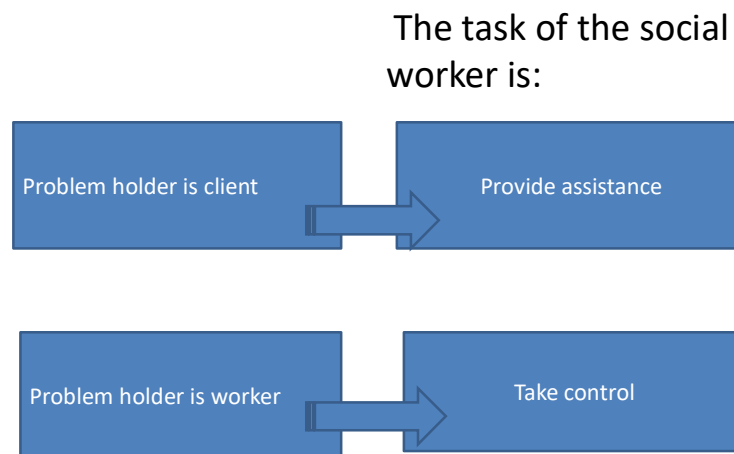 The task of the social
worker is:
Problem holder is client
Provide assistance
Problem holder is worker
Take control